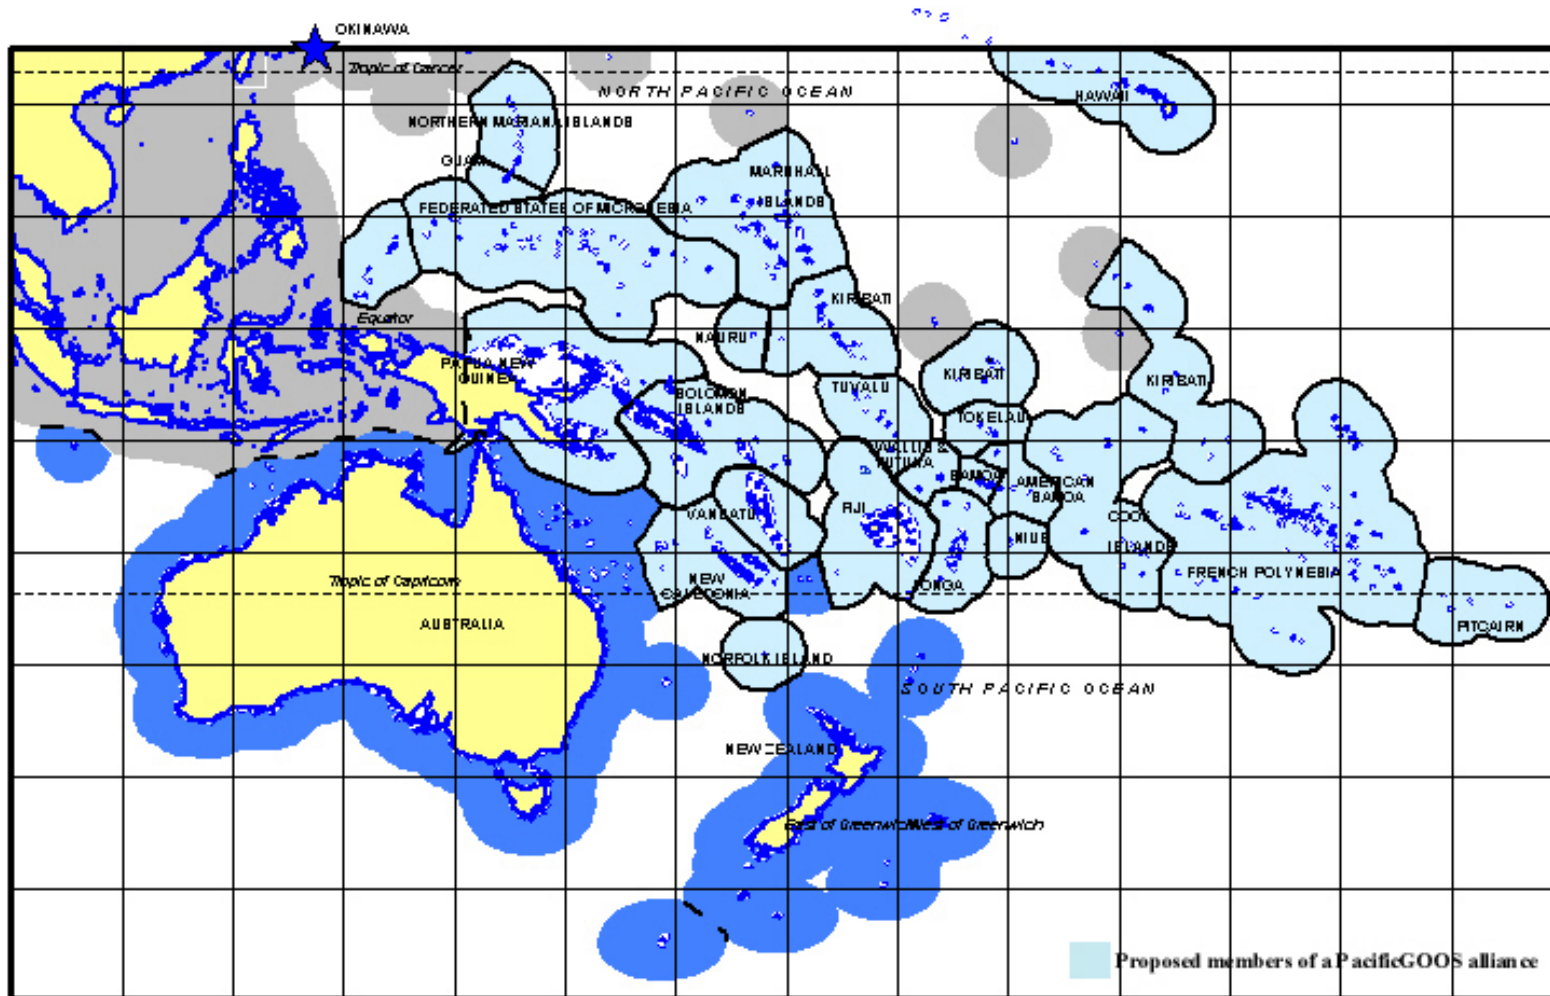 OKINAWA
Tropic of Cancer
NORTH PACIFIC OCEAN
HAWAII
NORTHERN MARIANA ISLANDS
GUAM
MARSHALL
ISLANDS
FEDERATED STATES OF MICRONESIA
KIRIBATI
Equator
NAURU
PAPUA NEW
GUINEA
KIRIBATI
KIRIBATI
TUVALU
SOLOMON
ISLANDS
TOKELAU
WALLIS &
FUTUNA
SAMOA
AMERICAN
SAMOA
VANUATU
FIJI
COOK
ISLANDS
NIUE
FRENCH POLYNESIA
Tropic of Capricorn
NEW
CALEDONIA
TONGA
PITCAIRN
AUSTRALIA
NORFOLK ISLAND
SOUTH PACIFIC OCEAN
NEW ZEALAND
East of Greenwich
West of Greenwich
Proposed members of a PacificGOOS alliance